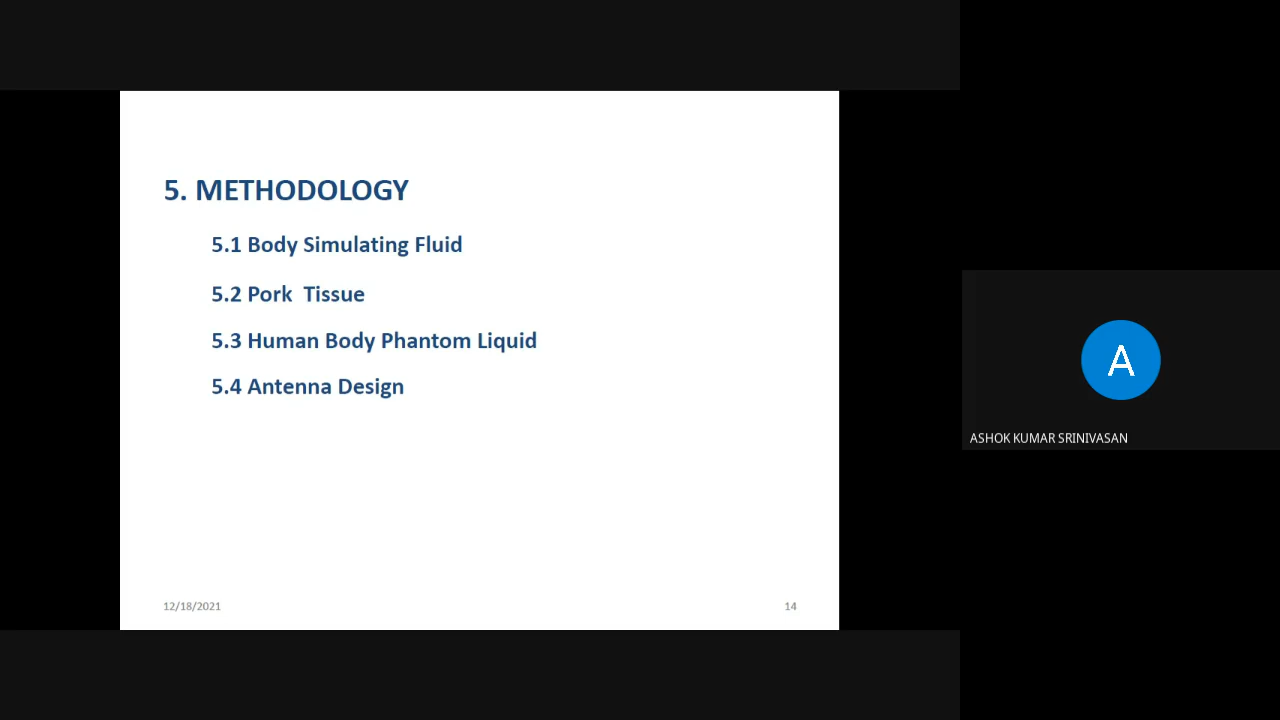 5. METHODOLOGY
5.1 Body Simulating Fluid
5.2 Pork  Tissue
5.3 Human Body Phantom Liquid
5.4 Antenna Design
12/18/2021
14
A
ASHOK KUMAR SRINIVASAN